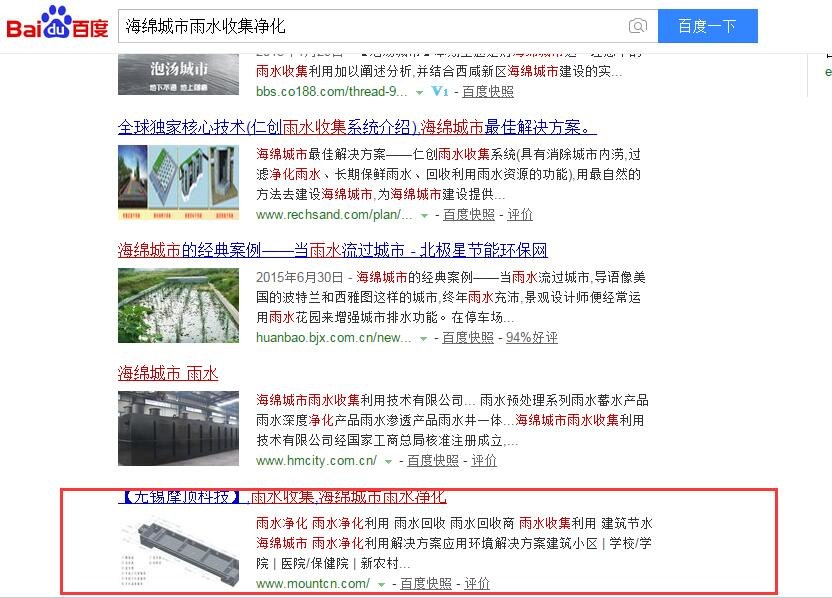 Bai du 百度
海绵城市雨水收集净化
百度一下
泡汤城市
雨水收集利用加以阐述分析,并结合西咸新区海绵城市建设的实...
bbs.co188.com/thread-9... V1 - 百度快照
全球独家核心技术(仁创雨水收集系统介绍),海绵城市最佳解决方案。
海绵城市最佳解决方案——仁创雨水收集系统(具有消除城市内涝,过
滤净化雨水、长期保鲜雨水、回收利用雨水资源的功能),用最自然的
方法去建设海绵城市,为海绵城市建设提供...
www.rechsand.com/plan/... - 百度快照 - 评价
海绵城市的经典案例——当雨水流过城市 - 北极星节能环保网
2015年6月30日 - 海绵城市的经典案例——当雨水流过城市,导语像美
国的波特兰和西雅图这样的城市,终年雨水充沛,景观设计师便经常运
用雨水花园来增强城市排水功能。在停车场...
huanbao.bjx.com.cn/new... - 百度快照 - 94%好评
海绵城市 雨水
海绵城市雨水收集利用技术有限公司... 雨水预处理系列雨水蓄水产品
雨水深度净化产品雨水渗透产品雨水井一体...海绵城市雨水收集利用
技术有限公司经国家工商总局核准注册成立,...
www.hmcity.com.cn/ - 百度快照 - 评价
【无锡摩顶科技】,雨水收集,海绵城市雨水净化
雨水净化 雨水净化利用 雨水回收 雨水回收商 雨水收集利用 建筑节水
海绵城市 雨水净化利用解决方案应用环境解决方案建筑小区 | 学校/学
院 | 医院/保健院 | 新农村...
www.mountcn.com/ - 百度快照 - 评价